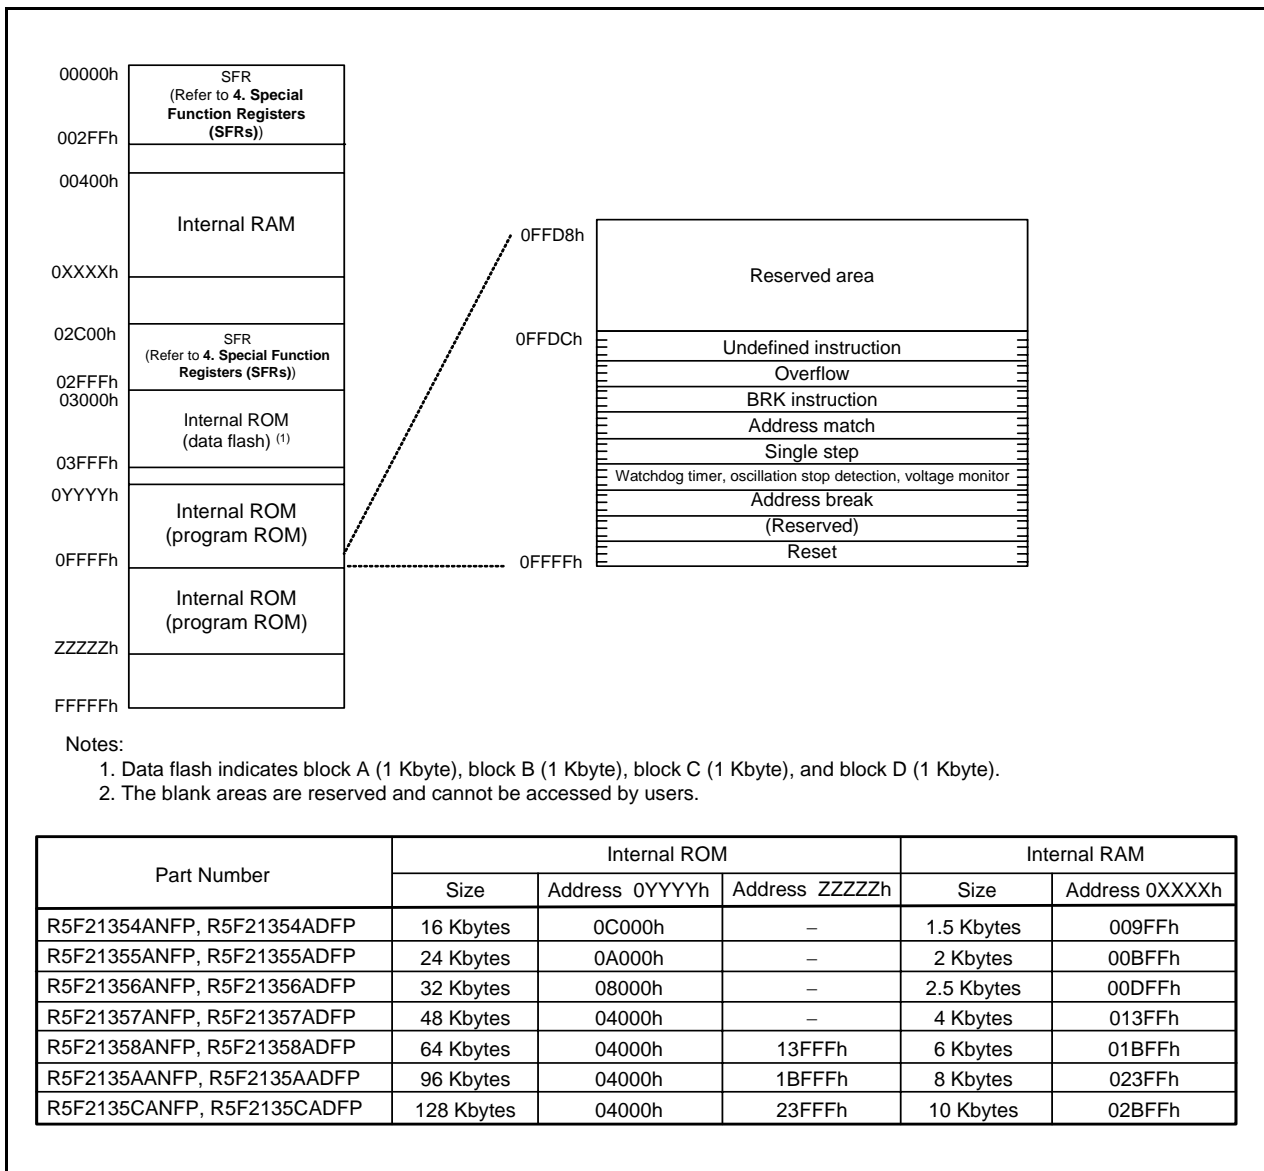 00000h
SFR
(Refer to 4. Special
Function Registers
(SFRs))
002FFh
00400h
Internal RAM
0XXXXh
02C00h
SFR
(Refer to 4. Special Function
Registers (SFRs))
02FFFh
03000h
Internal ROM
(data flash) (1)
03FFFh
0YYYYh
Internal ROM
(program ROM)
0FFFFh
Internal ROM
(program ROM)
ZZZZZh
FFFFFh
0FFD8h
Reserved area
0FFDCh
Undefined instruction
Overflow
BRK instruction
Address match
Single step
Watchdog timer, oscillation stop detection, voltage monitor
Address break
(Reserved)
Reset
0FFFFh
Notes:
1. Data flash indicates block A (1 Kbyte), block B (1 Kbyte), block C (1 Kbyte), and block D (1 Kbyte).
2. The blank areas are reserved and cannot be accessed by users.
Part Number Internal ROM Internal RAM
Size Address 0YYYYh Address ZZZZZh Size Address 0XXXXh
R5F21354ANFP, R5F21354ADFP 16 Kbytes 0C000h – 1.5 Kbytes 009FFh
R5F21355ANFP, R5F21355ADFP 24 Kbytes 0A000h – 2 Kbytes 00BFFh
R5F21356ANFP, R5F21356ADFP 32 Kbytes 08000h – 2.5 Kbytes 00DFFh
R5F21357ANFP, R5F21357ADFP 48 Kbytes 04000h – 4 Kbytes 013FFh
R5F21358ANFP, R5F21358ADFP 64 Kbytes 04000h 13FFFh 6 Kbytes 01BFFh
R5F2135AANFP, R5F2135AADFP 96 Kbytes 04000h 1BFFFh 8 Kbytes 023FFh
R5F2135CANFP, R5F2135CADFP 128 Kbytes 04000h 23FFFh 10 Kbytes 02BFFh